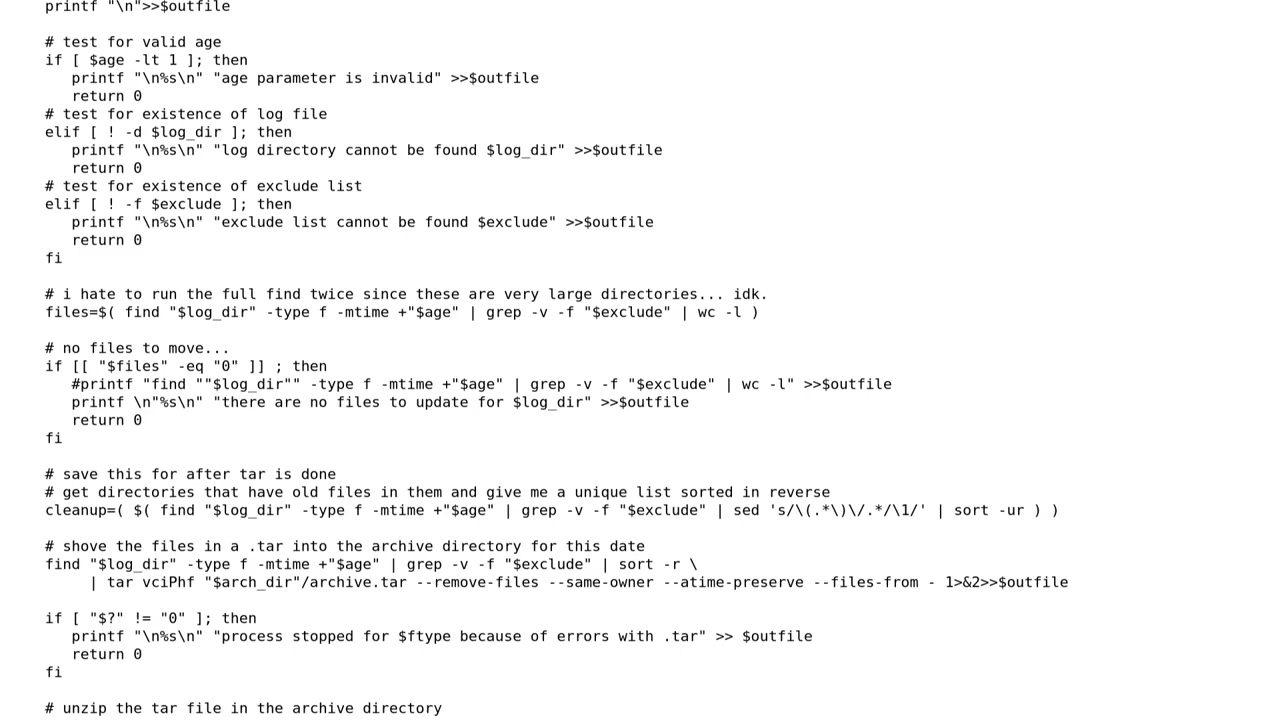 printf "\n">>$outfile

# test for valid age
if [ $age -lt 1 ]; then
   printf "\n%s\n" "age parameter is invalid" >>$outfile
   return 0
# test for existence of log file
elif [ ! -d $log_dir ]; then
   printf "\n%s\n" "log directory cannot be found $log_dir" >>$outfile
   return 0
# test for existence of exclude list
elif [ ! -f $exclude ]; then
   printf "\n%s\n" "exclude list cannot be found $exclude" >>$outfile
   return 0
fi

# i hate to run the full find twice since these are very large directories... idk.
files=$( find "$log_dir" -type f -mtime +"$age" | grep -v -f "$exclude" | wc -l )

# no files to move...
if [[ "$files" -eq "0" ]] ; then
   #printf "find ""$log_dir"" -type f -mtime +"$age" | grep -v -f "$exclude" | wc -l" >>$outfile
   printf \n"%s\n" "there are no files to update for $log_dir" >>$outfile
   return 0
fi

# save this for after tar is done
# get directories that have old files in them and give me a unique list sorted in reverse
cleanup=( $( find "$log_dir" -type f -mtime +"$age" | grep -v -f "$exclude" | sed 's/\(.*\)\/.*/\1/' | sort -ur ) )

# shove the files in a .tar into the archive directory for this date
find "$log_dir" -type f -mtime +"$age" | grep -v -f "$exclude" | sort -r \
     | tar vciPhf "$arch_dir"/archive.tar --remove-files --same-owner --atime-preserve --files-from - 1>&2>>$outfile

if [ "$?" != "0" ]; then
   printf "\n%s\n" "process stopped for $ftype because of errors with .tar" >> $outfile
   return 0
fi

# unzip the tar file in the archive directory